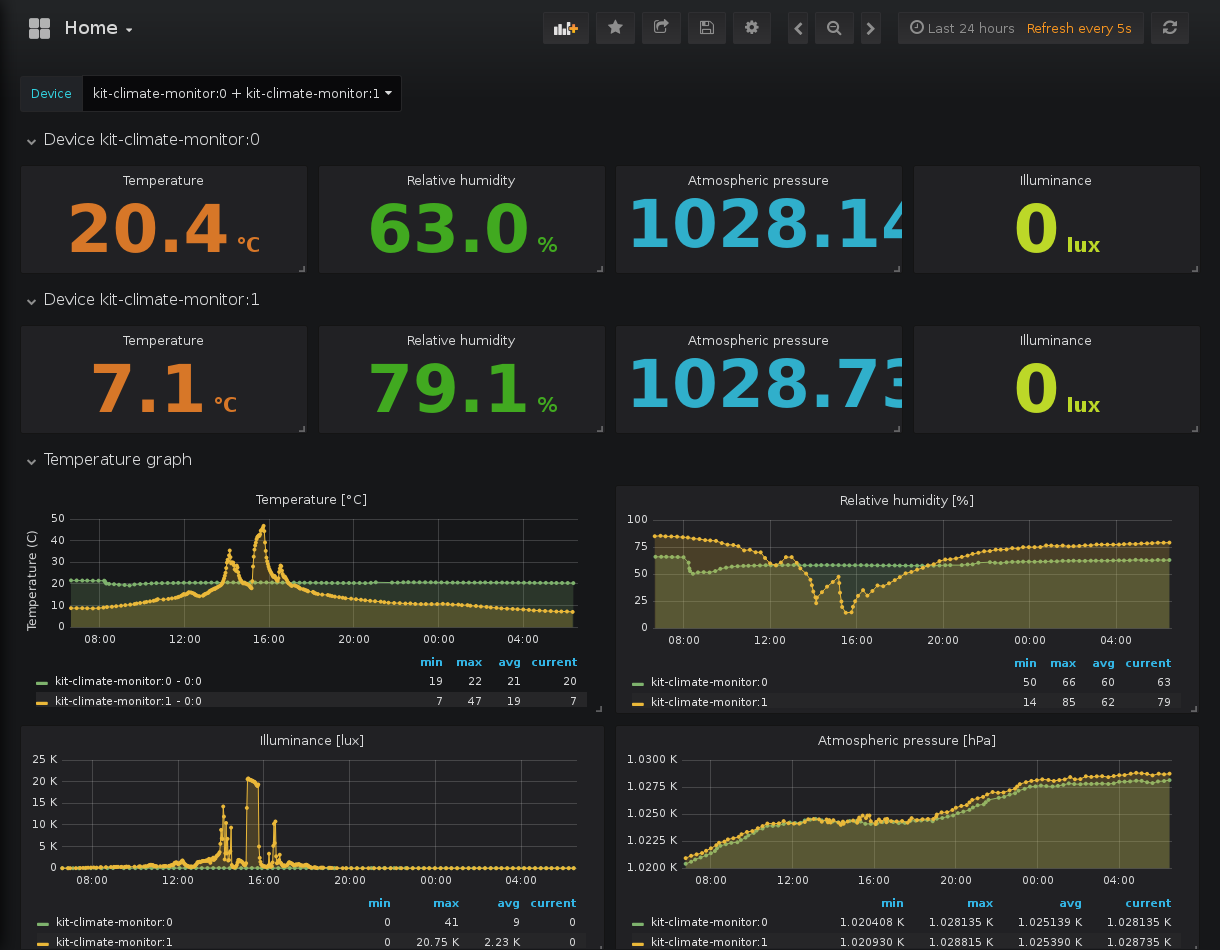 Home
Last 24 hours Refresh every 5s
Device kit-climate-monitor:0 + kit-climate-monitor:1
Device kit-climate-monitor:0
Temperature Relative humidity Atmospheric pressure Illuminance
20.4 °C 63.0 % 1028.14 0 lux
Device kit-climate-monitor:1
Temperature Relative humidity Atmospheric pressure Illuminance
7.1 °C 79.1 % 1028.73 0 lux
Temperature graph
Temperature [°C]
Temperature (C)
50
40
30
20
10
0
08:00 12:00 16:00 20:00 00:00 04:00
min max avg current
kit-climate-monitor:0 - 0:0 19 22 21 20
kit-climate-monitor:1 - 0:0 7 47 19 7
Relative humidity [%]
100
75
50
25
0
08:00 12:00 16:00 20:00 00:00 04:00
min max avg current
kit-climate-monitor:0 50 66 60 63
kit-climate-monitor:1 14 85 62 79
Illuminance [lux]
25 K
20 K
15 K
10 K
5 K
0
08:00 12:00 16:00 20:00 00:00 04:00
min max avg current
kit-climate-monitor:0 0 41 9 0
kit-climate-monitor:1 0 20.75 K 2.23 K 0
Atmospheric pressure [hPa]
1.0300 K
1.0275 K
1.0250 K
1.0225 K
1.0200 K
08:00 12:00 16:00 20:00 00:00 04:00
min max avg current
kit-climate-monitor:0 1.020408 K 1.028135 K 1.025139 K 1.028135 K
kit-climate-monitor:1 1.020930 K 1.028815 K 1.025390 K 1.028735 K